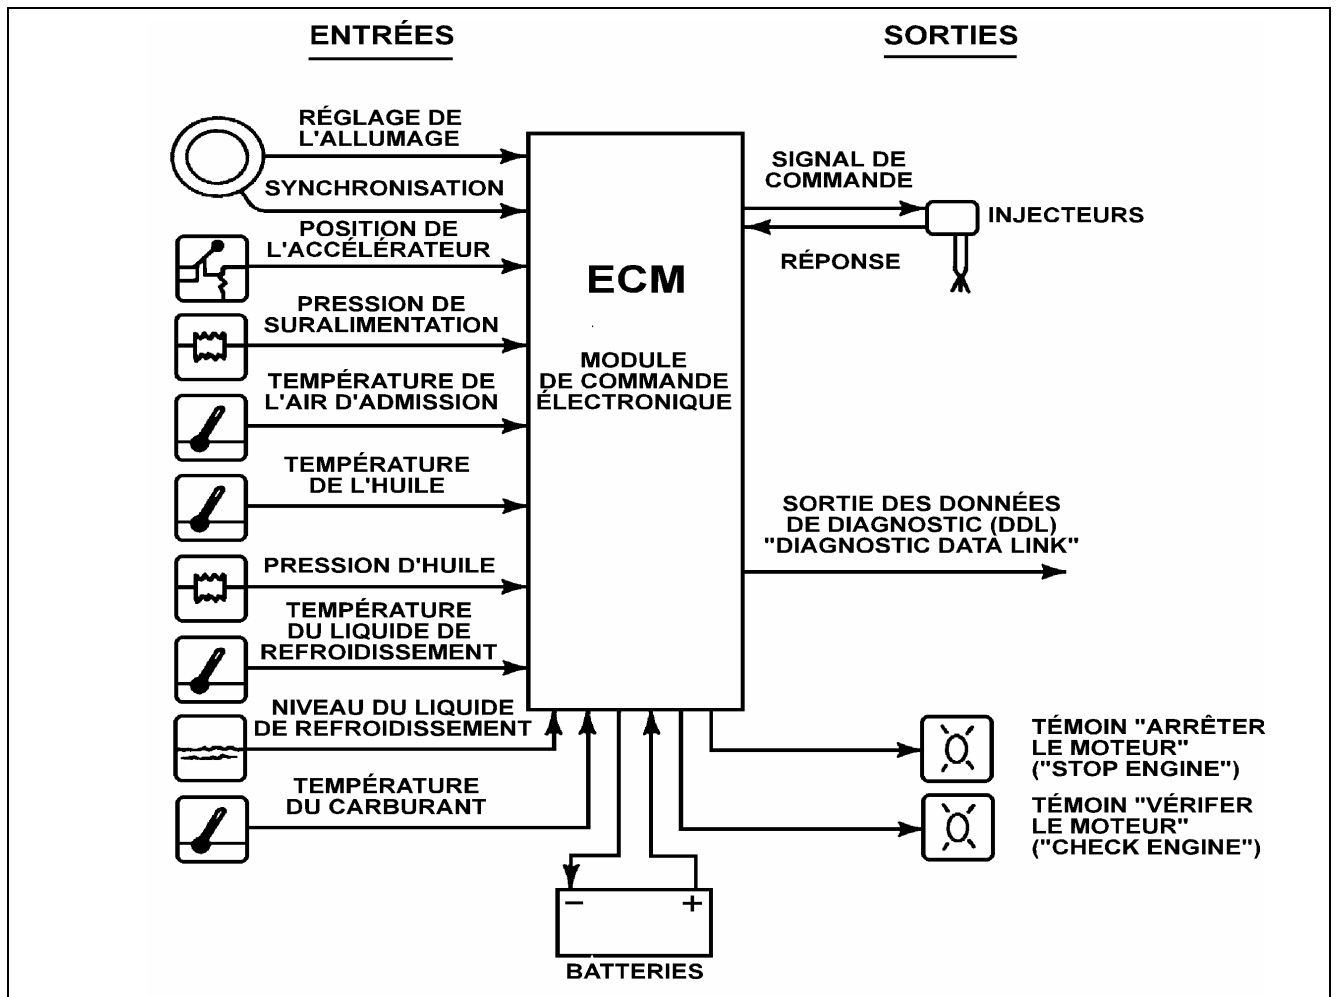 ENTRÉES
SORTIES
RÉGLAGE DE
L'ALLUMAGE
SYNCHRONISATION
POSITION DE
L'ACCÉLÉRATEUR
PRESSION DE
SURALIMENTATION
TEMPÉRATURE DE
L'AIR D'ADMISSION
TEMPÉRATURE
DE L'HUILE
PRESSION D'HUILE
TEMPÉRATURE
DU LIQUIDE DE
REFROIDISSEMENT
NIVEAU DU LIQUIDE
DE REFROIDISSEMENT
TEMPÉRATURE
DU CARBURANT
ECM
MODULE
DE COMMANDE
ÉLECTRONIQUE
SIGNAL DE
COMMANDE
INJECTEURS
RÉPONSE
SORTIE DES DONNÉES
DE DIAGNOSTIC (DDL)
"DIAGNOSTIC DATA LINK"
TÉMOIN "ARRÊTER
LE MOTEUR"
("STOP ENGINE")
TÉMOIN "VÉRIFER
LE MOTEUR"
("CHECK ENGINE")
− +
BATTERIES